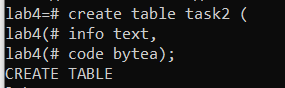 lab4=# create table task2 (
lab4(# info text,
lab4(# code bytea);
CREATE TABLE